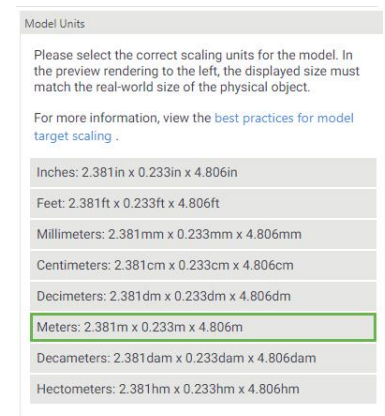 Model Units
Please select the correct scaling units for the model. In
the preview rendering to the left, the displayed size must
match the real-world size of the physical object.
For more information, view the best practices for model
target scaling .
Inches: 2.381in x 0.233in x 4.806in
Feet: 2.381ft x 0.233ft x 4.806ft
Millimeters: 2.381mm x 0.233mm x 4.806mm
Centimeters: 2.381cm x 0.233cm x 4.806cm
Decimeters: 2.381dm x 0.233dm x 4.806dm
Meters: 2.381m x 0.233m x 4.806m
Decameters: 2.381dam x 0.233dam x 4.806dam
Hectometers: 2.381hm x 0.233hm x 4.806hm